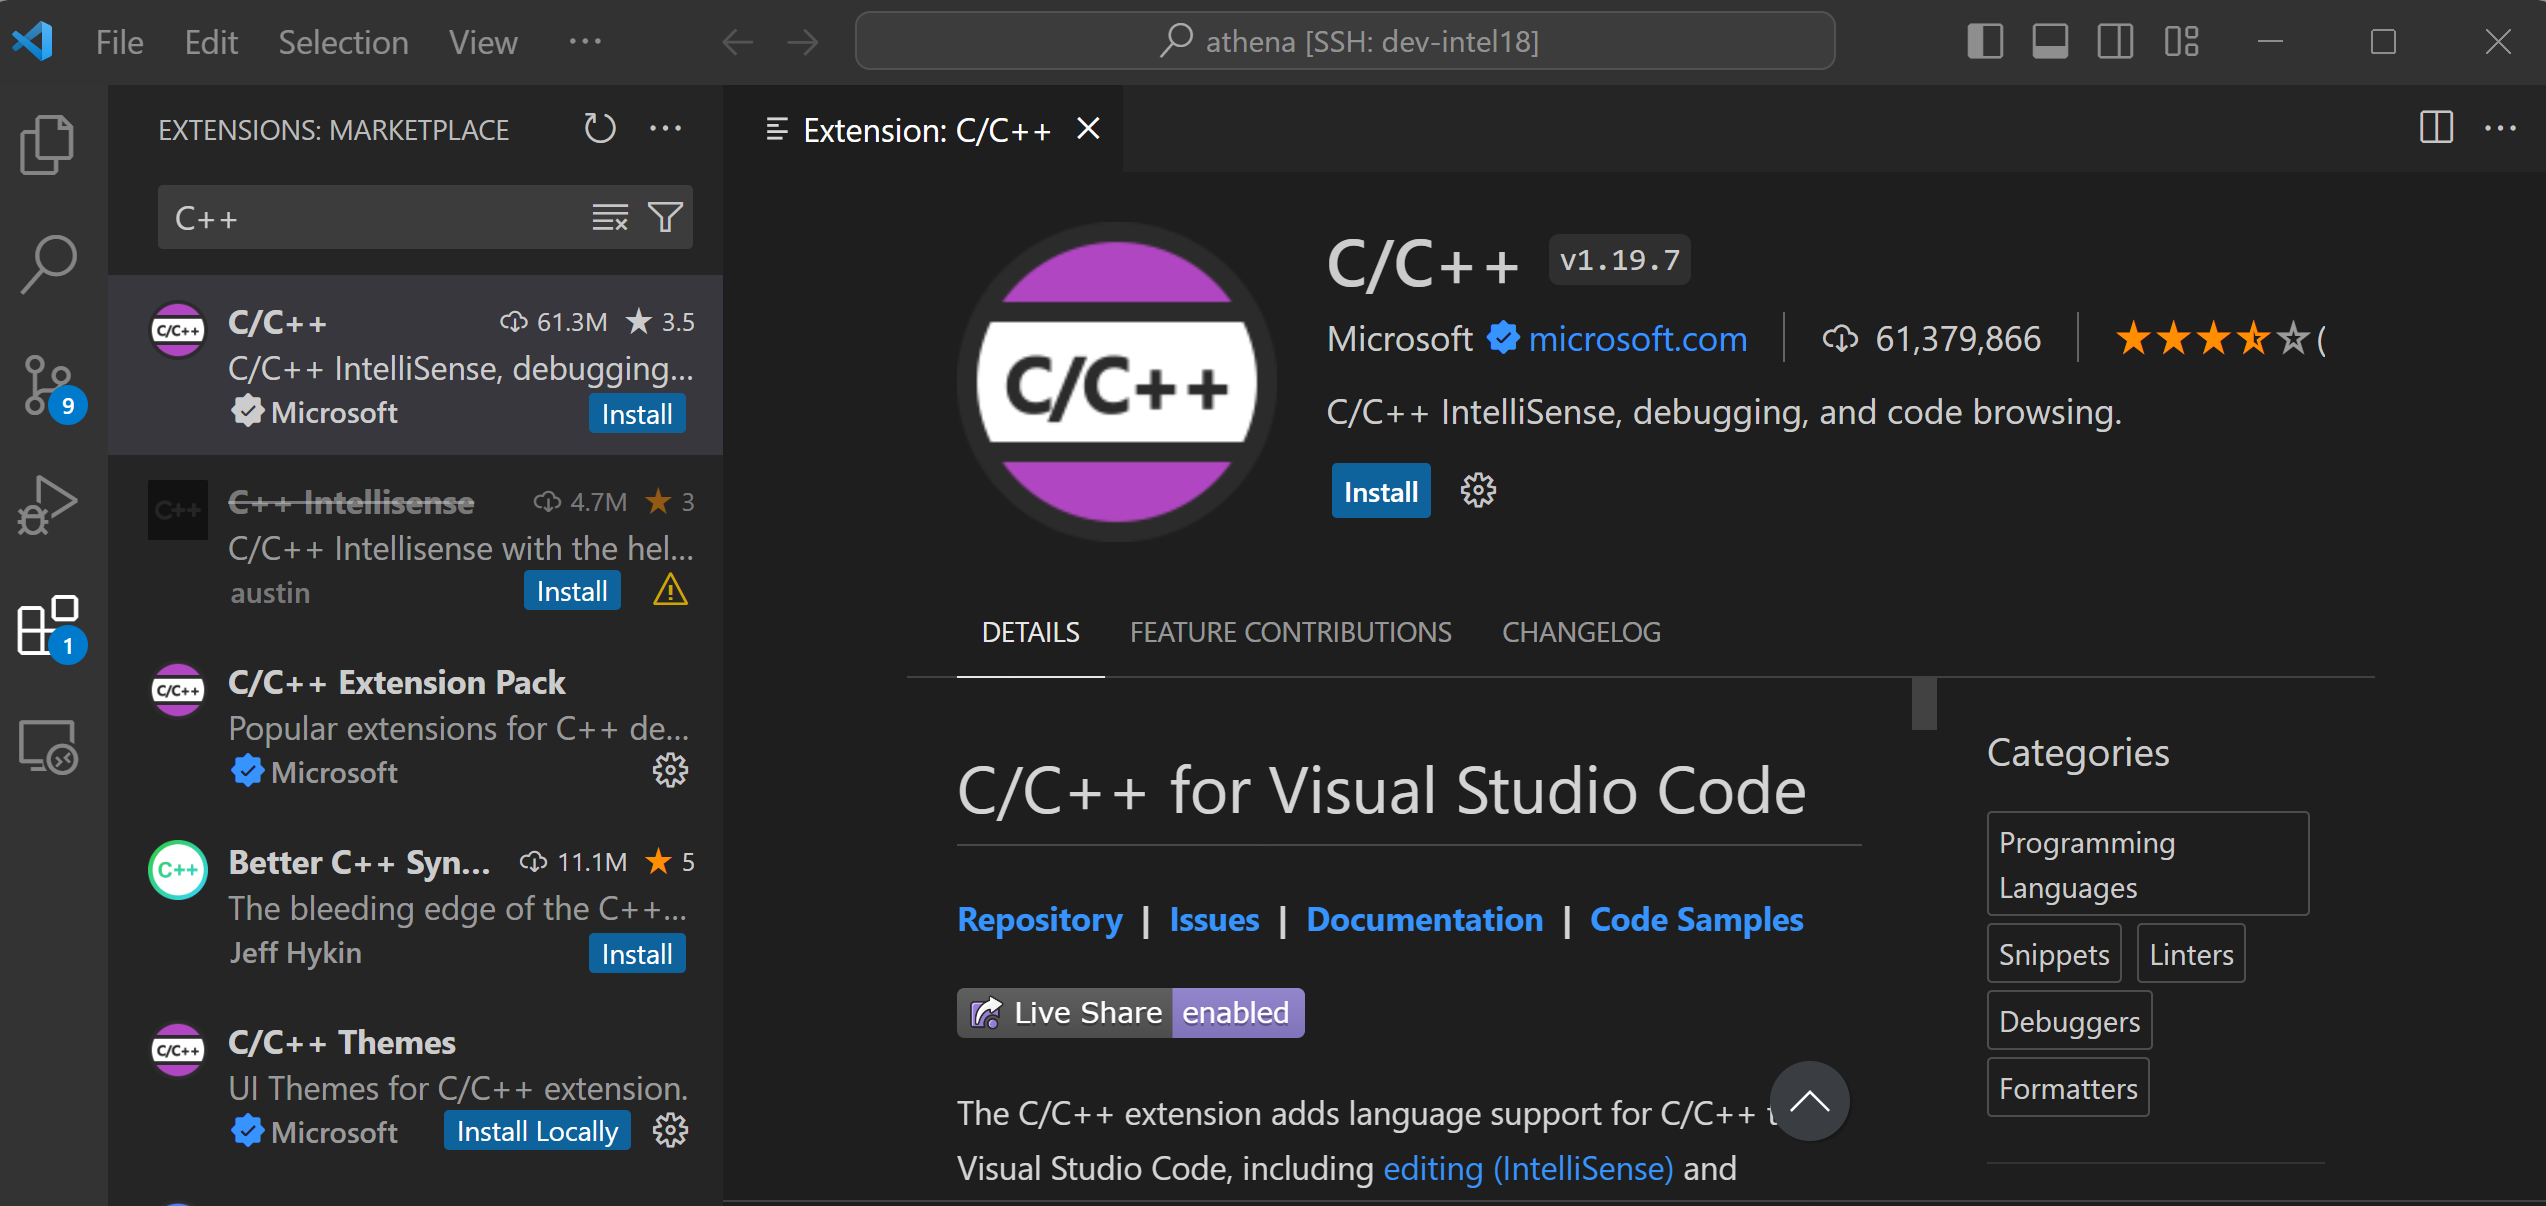 File Edit Selection View ···
athena [SSH: dev-intel18]
EXTENSIONS: MARKETPLACE
C++
C/C++ 61.3M 3.5
C/C++ IntelliSense, debugging...
Microsoft Install
C++ Intellisense 4.7M 3
C/C++ Intellisense with the hel...
austin Install
C/C++ Extension Pack
Popular extensions for C++ de...
Microsoft
Better C++ Syn... 11.1M 5
The bleeding edge of the C++...
Jeff Hykin Install
C/C++ Themes
UI Themes for C/C++ extension.
Microsoft Install Locally
9
1
C/C++
C++
C/C++
C++
C/C++
Extension: C/C++
C/C++
C/C++ v1.19.7
Microsoft microsoft.com 61,379,866 (
C/C++ IntelliSense, debugging, and code browsing.
Install
DETAILS FEATURE CONTRIBUTIONS CHANGELOG
C/C++ for Visual Studio Code
Repository | Issues | Documentation | Code Samples
Live Share enabled
The C/C++ extension adds language support for C/C++ t
Visual Studio Code, including editing (IntelliSense) and
Categories
Programming
Languages
Snippets Linters
Debuggers
Formatters